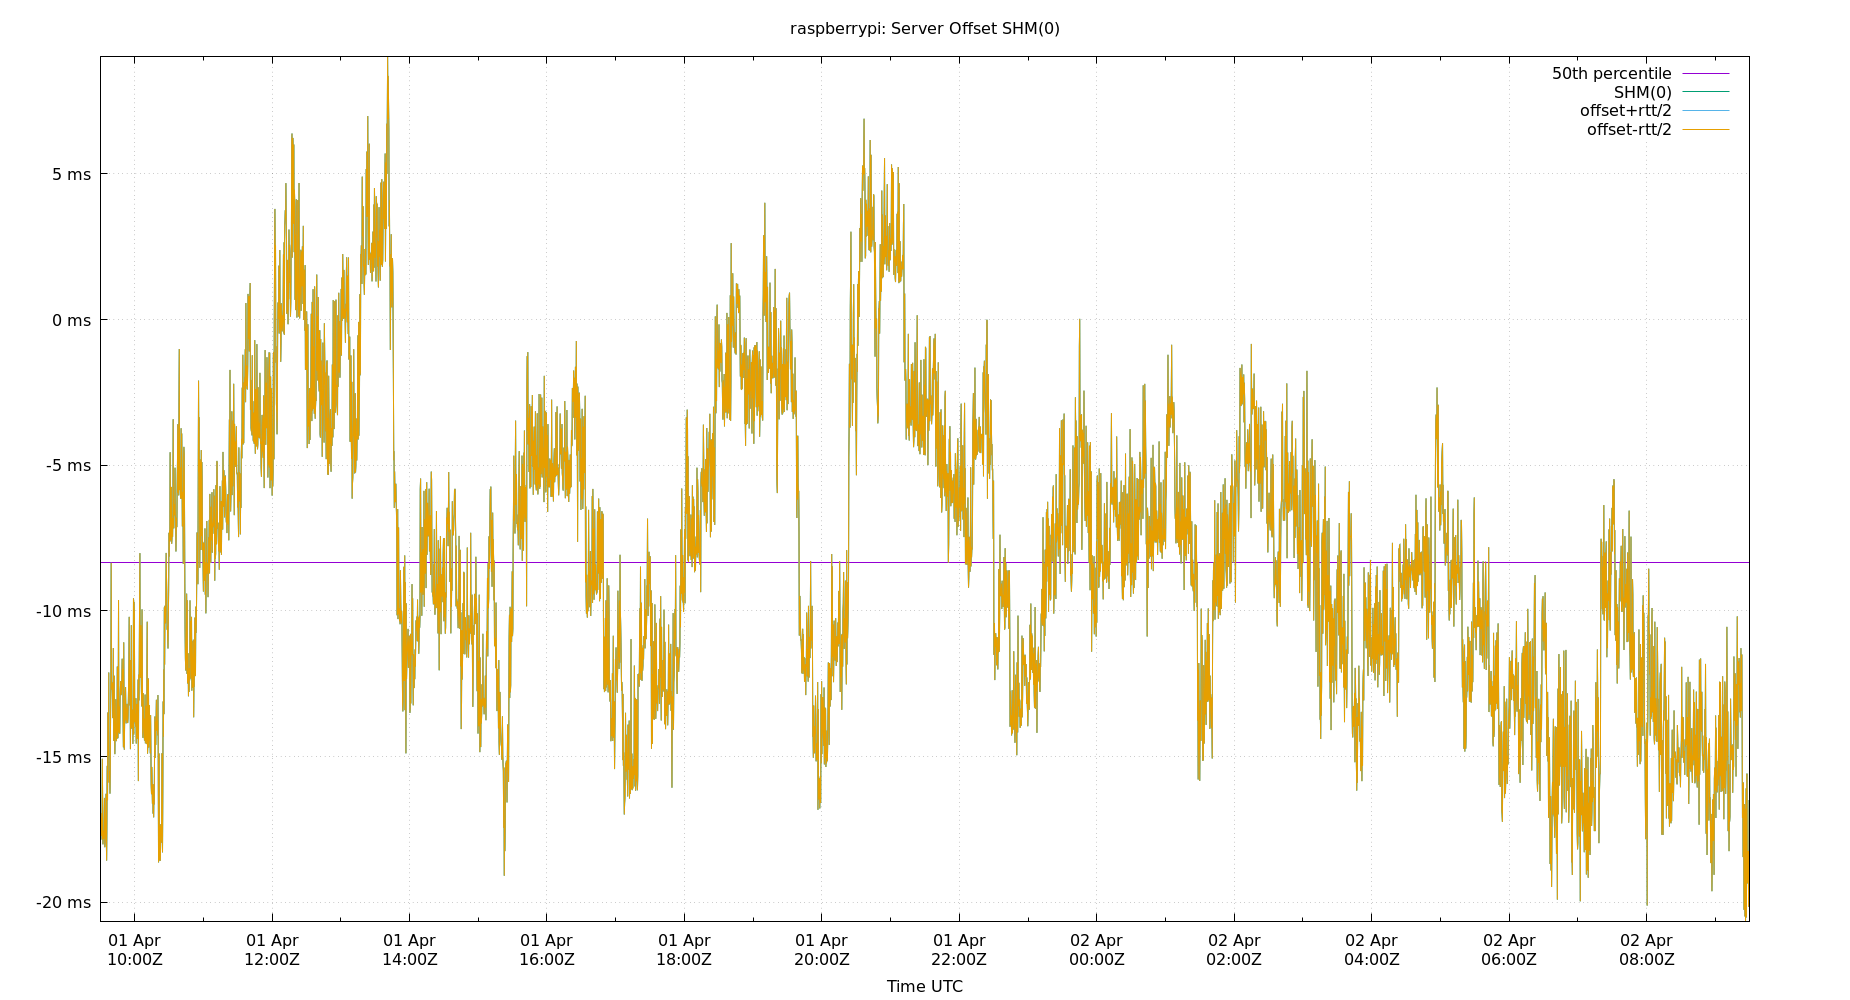 raspberrypi: Server Offset SHM(0)
50th percentile
SHM(0)
offset+rtt/2
offset-rtt/2
5 ms
0 ms
-5 ms
-10 ms
-15 ms
-20 ms
01 Apr 01 Apr 01 Apr 01 Apr 01 Apr 01 Apr 01 Apr 02 Apr 02 Apr 02 Apr 02 Apr 02 Apr
10:00Z 12:00Z 14:00Z 16:00Z 18:00Z 20:00Z 22:00Z 00:00Z 02:00Z 04:00Z 06:00Z 08:00Z
Time UTC